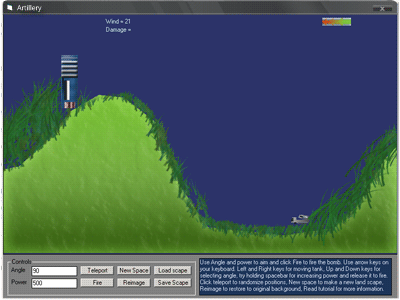 Artillery
Wind = 21
Damage =
Controls
Angle 90 Teleport New Space Load scape
Power 500 Fire Reimage Save Scape
Use Angle and power to aim and click Fire to fire the bomb. Use arrow keys on
your keyboard. Left and Right keys for moving tank, Up and Down keys for
selecting angle, try holding spacebar for increasing power and release it to fire.
Click teleport to randomize positions, New space to make a new land scape,
Reimage to restore to original background, Read tutorial for more information.